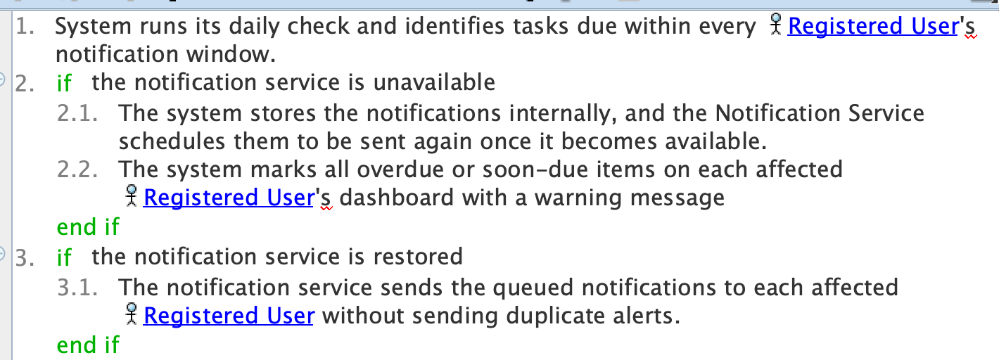 1. System runs its daily check and identifies tasks due within every Registered User's
notification window.
2. if the notification service is unavailable
2.1. The system stores the notifications internally, and the Notification Service
schedules them to be sent again once it becomes available.
2.2. The system marks all overdue or soon-due items on each affected
Registered User's dashboard with a warning message
end if
3. if the notification service is restored
3.1. The notification service sends the queued notifications to each affected
Registered User without sending duplicate alerts.
end if